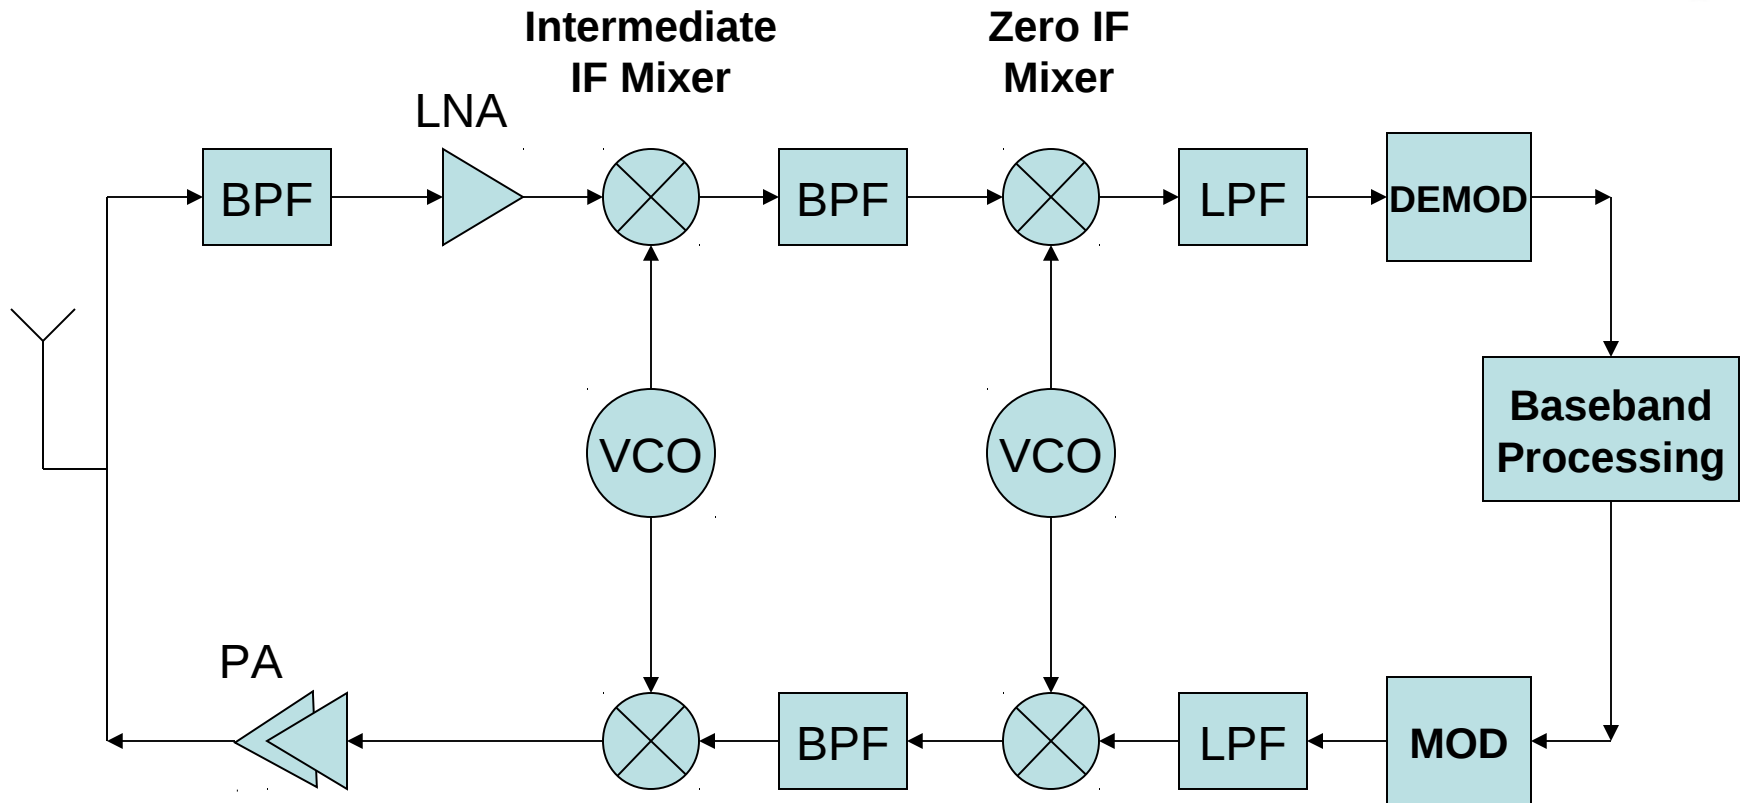 Intermediate
IF Mixer
Zero IF
Mixer
LNA
BPF
BPF
LPF
DEMOD
VCO
VCO
Baseband
Processing
PA
BPF
LPF
MOD